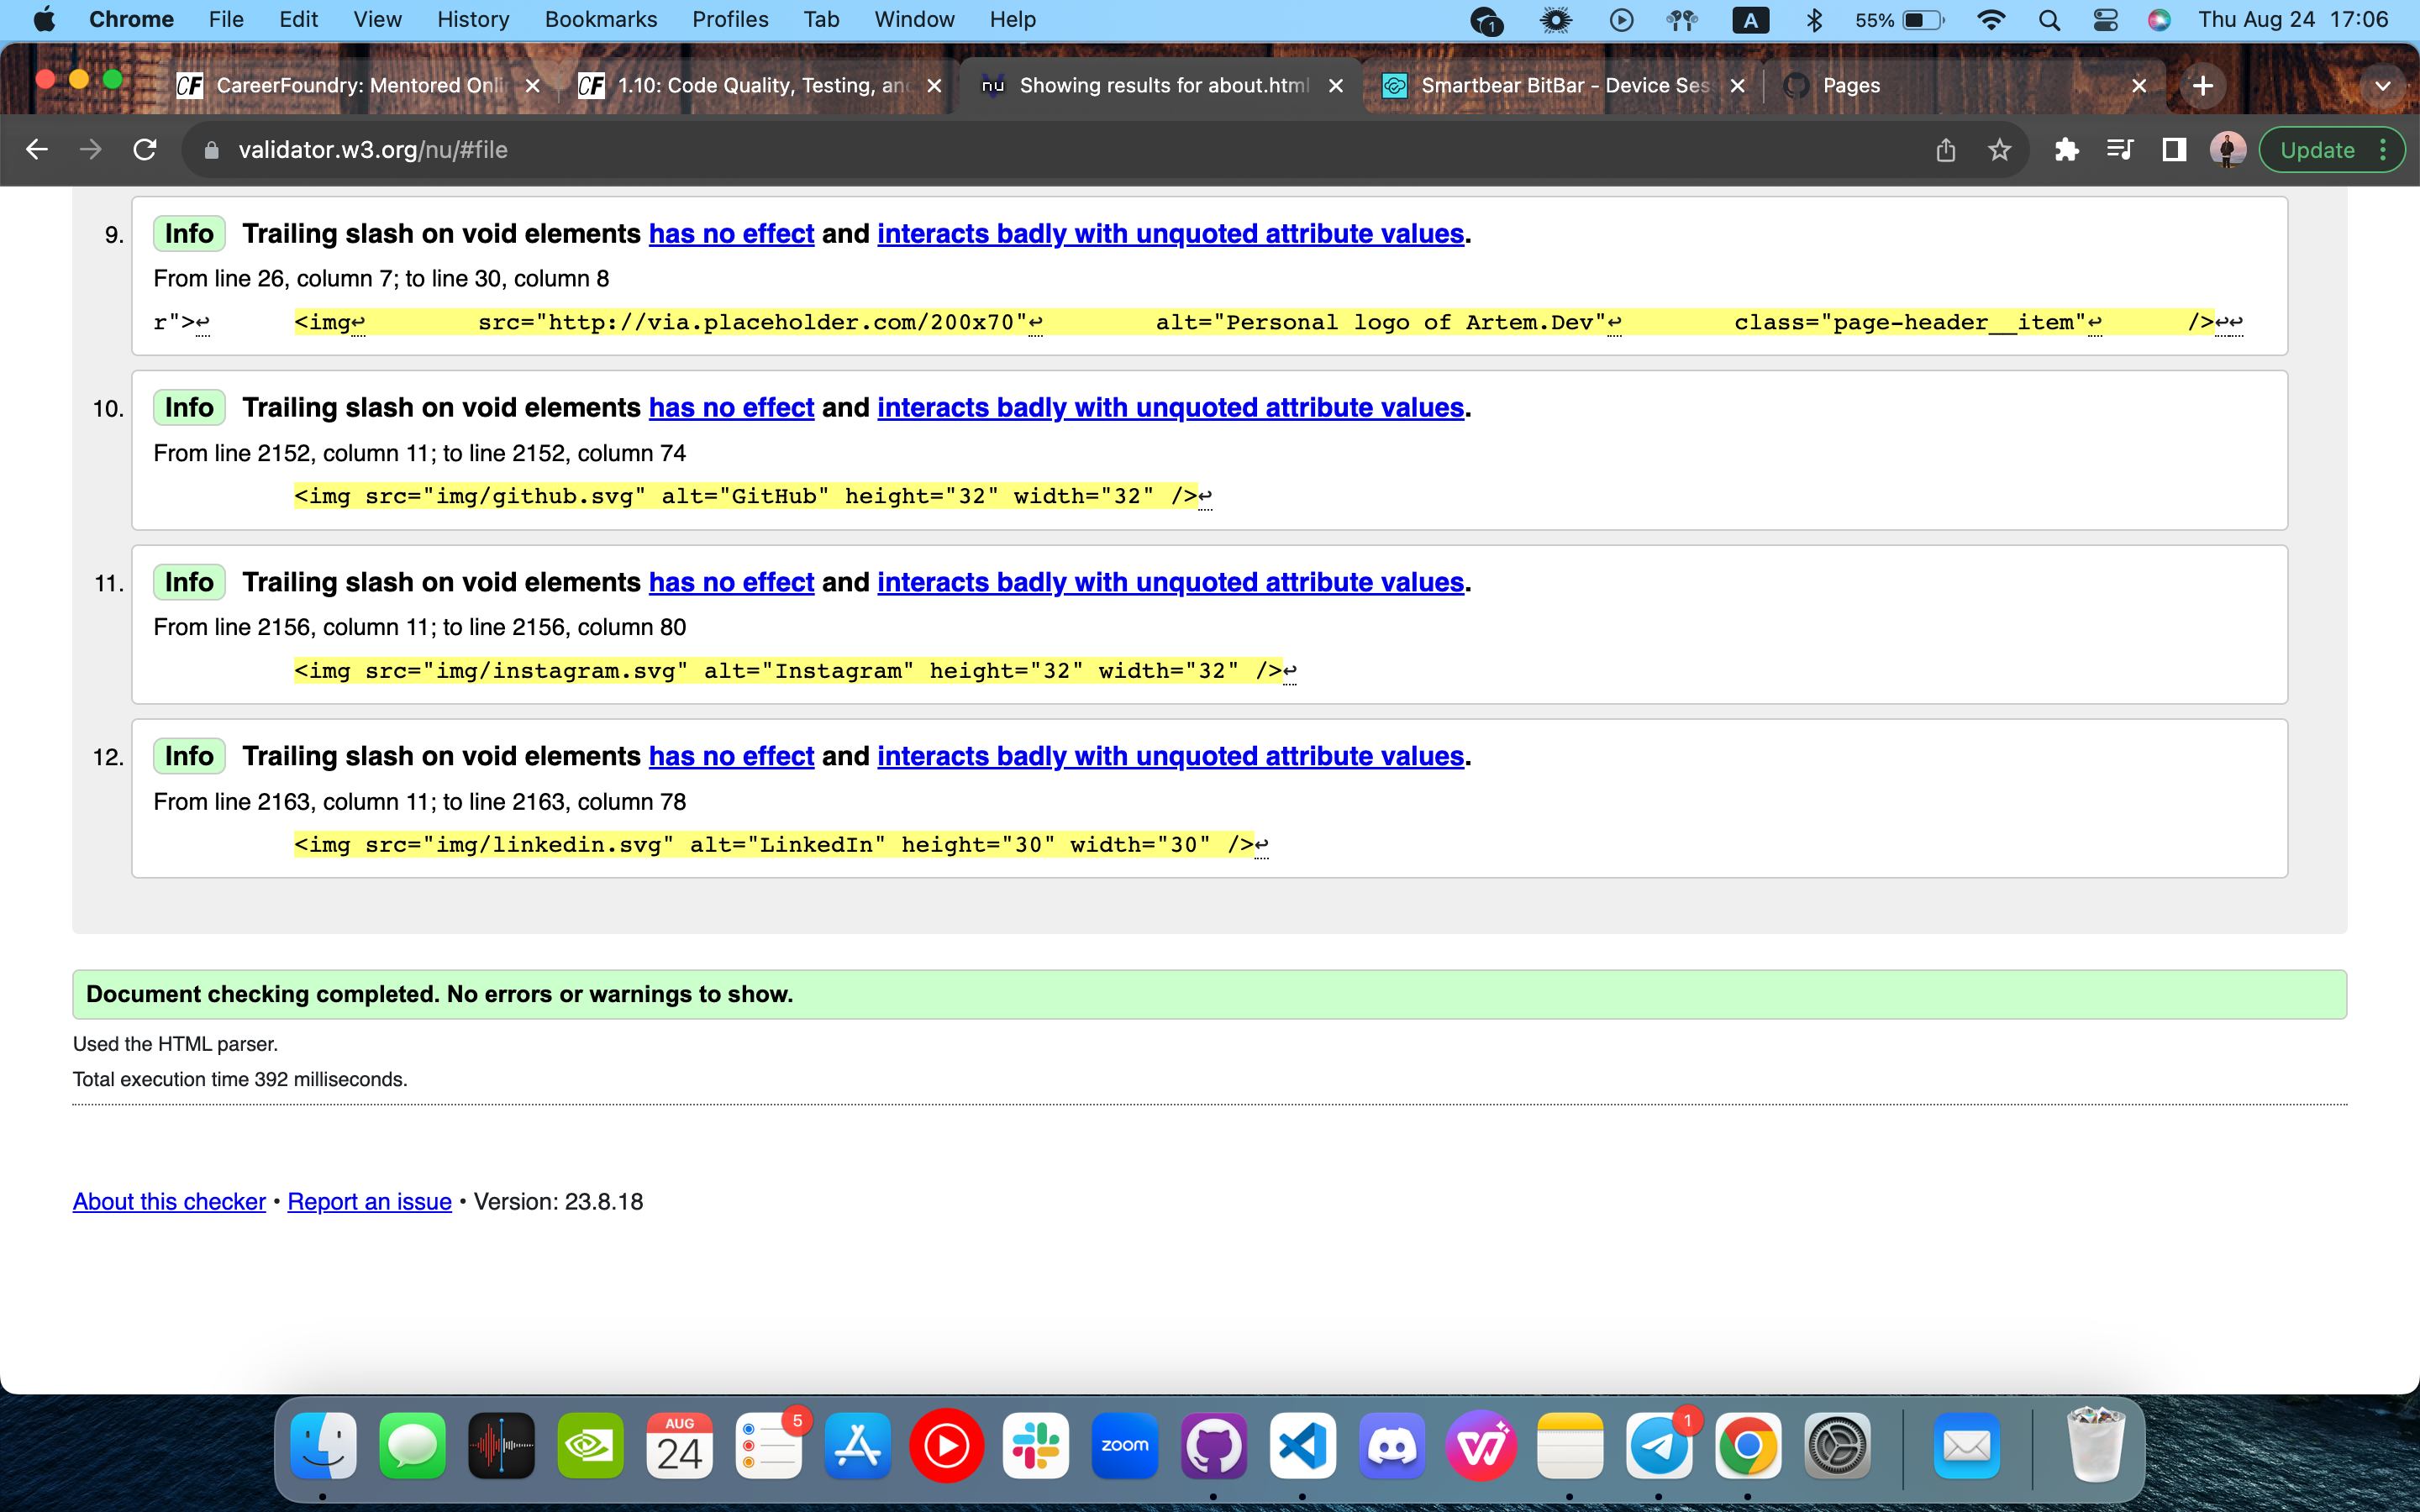 Chrome File Edit View History Bookmarks Profiles Tab Window Help 1 A 55% Thu Aug 24 17:06
CF CareerFoundry: Mentored Onli CF 1.10: Code Quality, Testing, an nu Showing results for about.html Smartbear BitBar - Device Ses Pages
validator.w3.org/nu/#file Update
9. Info Trailing slash on void elements has no effect and interacts badly with unquoted attribute values.
From line 26, column 7; to line 30, column 8
r">↩ <img↩ src="http://via.placeholder.com/200x70"↩ alt="Personal logo of Artem.Dev"↩ class="page-header__item"↩ />↩↩
10. Info Trailing slash on void elements has no effect and interacts badly with unquoted attribute values.
From line 2152, column 11; to line 2152, column 74
<img src="img/github.svg" alt="GitHub" height="32" width="32" />↩
11. Info Trailing slash on void elements has no effect and interacts badly with unquoted attribute values.
From line 2156, column 11; to line 2156, column 80
<img src="img/instagram.svg" alt="Instagram" height="32" width="32" />↩
12. Info Trailing slash on void elements has no effect and interacts badly with unquoted attribute values.
From line 2163, column 11; to line 2163, column 78
<img src="img/linkedin.svg" alt="LinkedIn" height="30" width="30" />↩
Document checking completed. No errors or warnings to show.
Used the HTML parser.
Total execution time 392 milliseconds.
About this checker • Report an issue • Version: 23.8.18
AUG 5 1
24 zoom